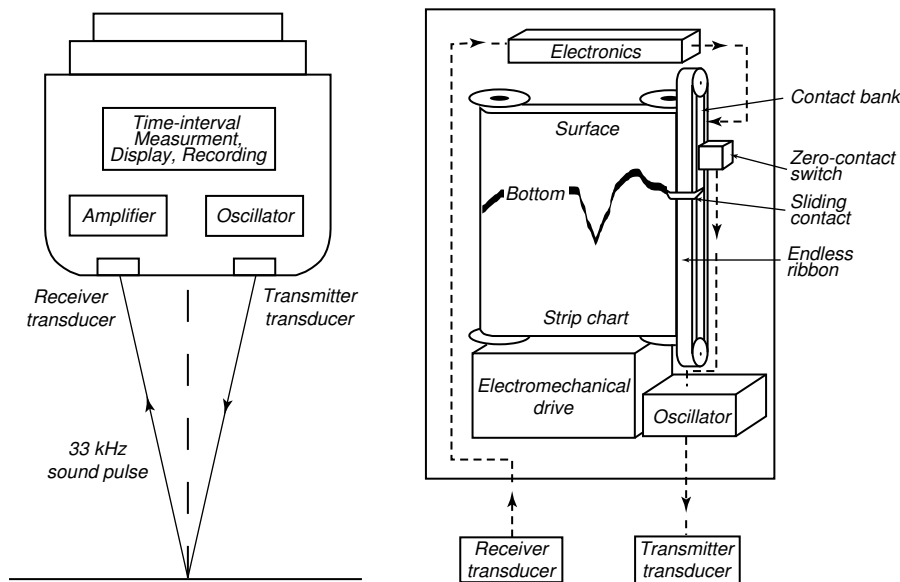 Time-interval
Measurment,
Display, Recording
Amplifier
Oscillator
Receiver
transducer
Transmitter
transducer
33 kHz
sound pulse
Electronics
Contact bank
Surface
Zero-contact
switch
Bottom
Sliding
contact
Endless
ribbon
Strip chart
Electromechanical
drive
Oscillator
Receiver
transducer
Transmitter
transducer